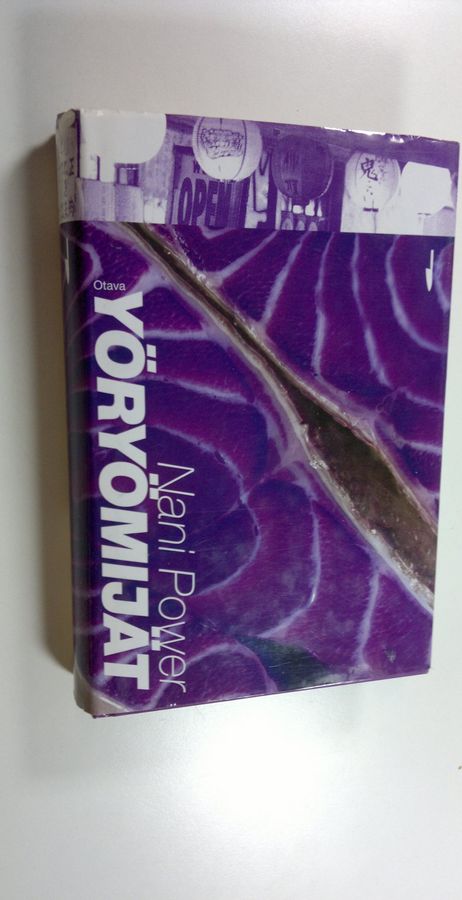 Otava
YÖRYÖMIJÄT
Nani Power
OPEN